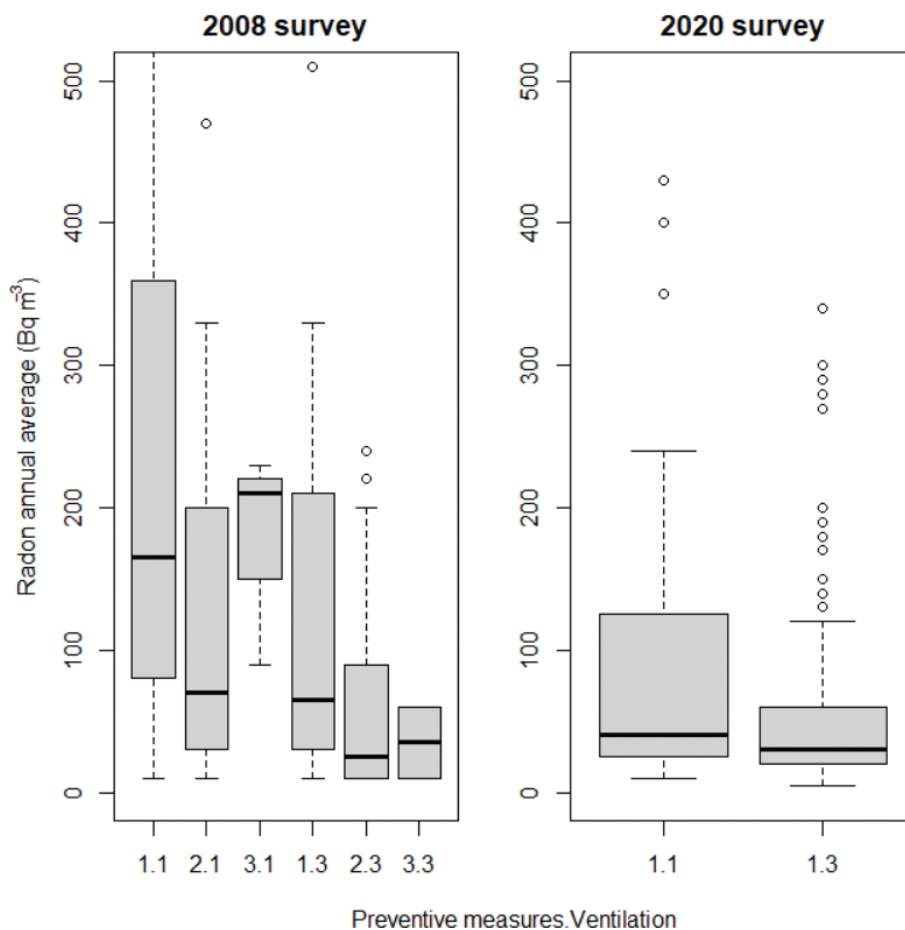 2008 survey
2020 survey
Radon annual average (Bq m⁻³)
500
400
300
200
100
0
1.1 2.1 3.1 1.3 2.3 3.3
500
400
300
200
100
0
1.1 1.3
Preventive measures.Ventilation